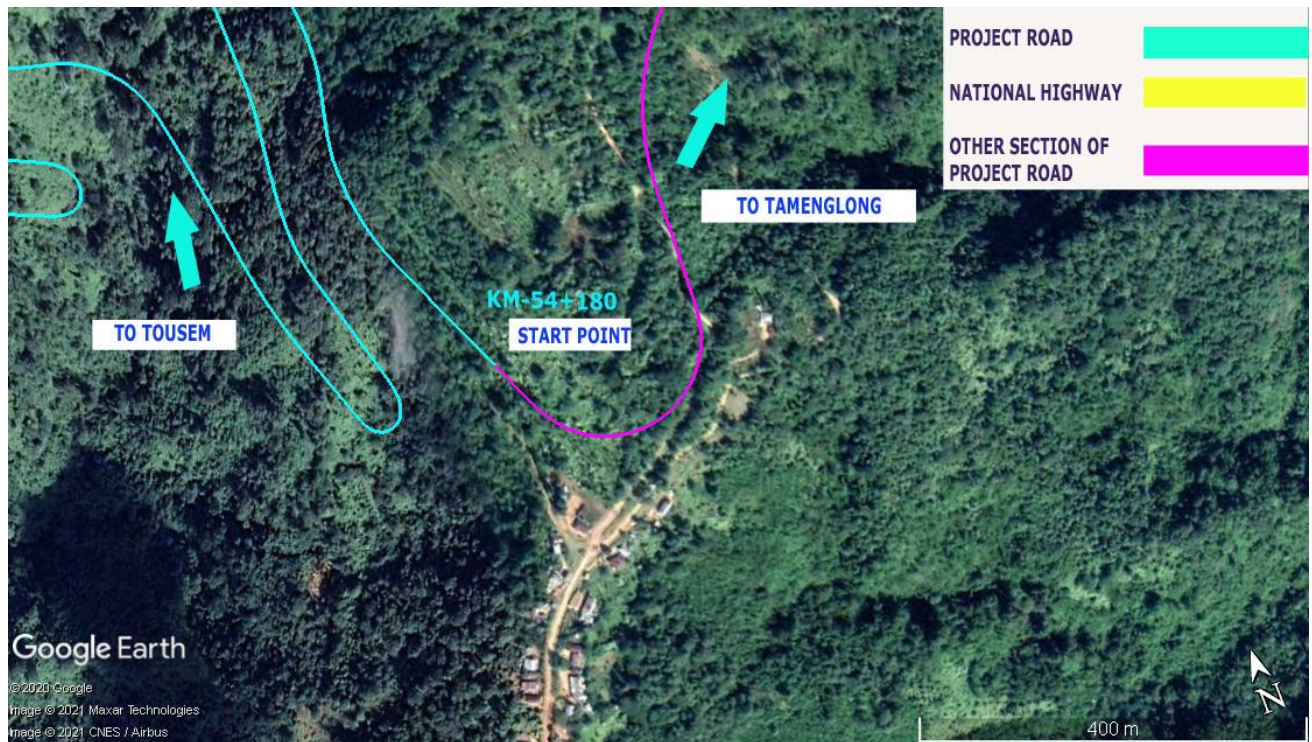 PROJECT ROAD
NATIONAL HIGHWAY
OTHER SECTION OF
PROJECT ROAD
TO TAMENGLONG
KM-54+180
START POINT
TO TOUSEM
Google Earth
© 2020 Google
Image © 2021 Maxar Technologies
Image © 2021 CNES / Airbus
N
400 m